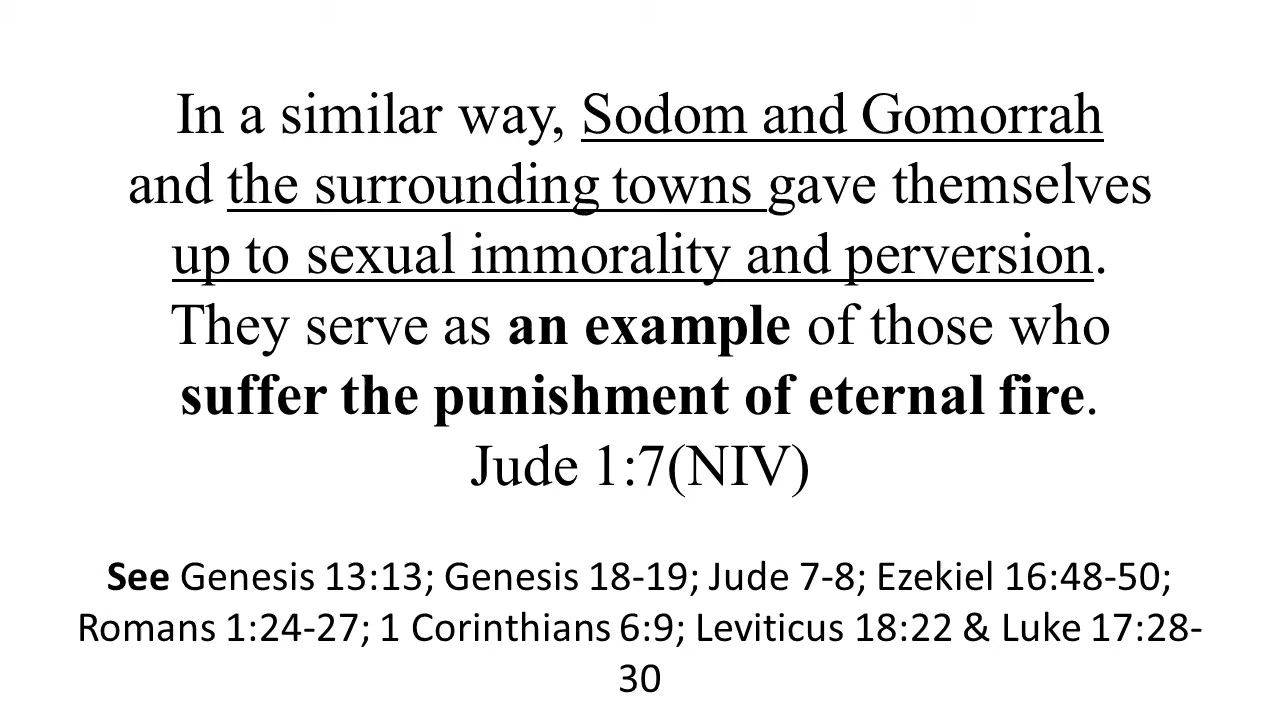 In a similar way, Sodom and Gomorrah
and the surrounding towns gave themselves
up to sexual immorality and perversion.
They serve as an example of those who
suffer the punishment of eternal fire.
Jude 1:7(NIV)
See Genesis 13:13; Genesis 18-19; Jude 7-8; Ezekiel 16:48-50;
Romans 1:24-27; 1 Corinthians 6:9; Leviticus 18:22 & Luke 17:28-
30